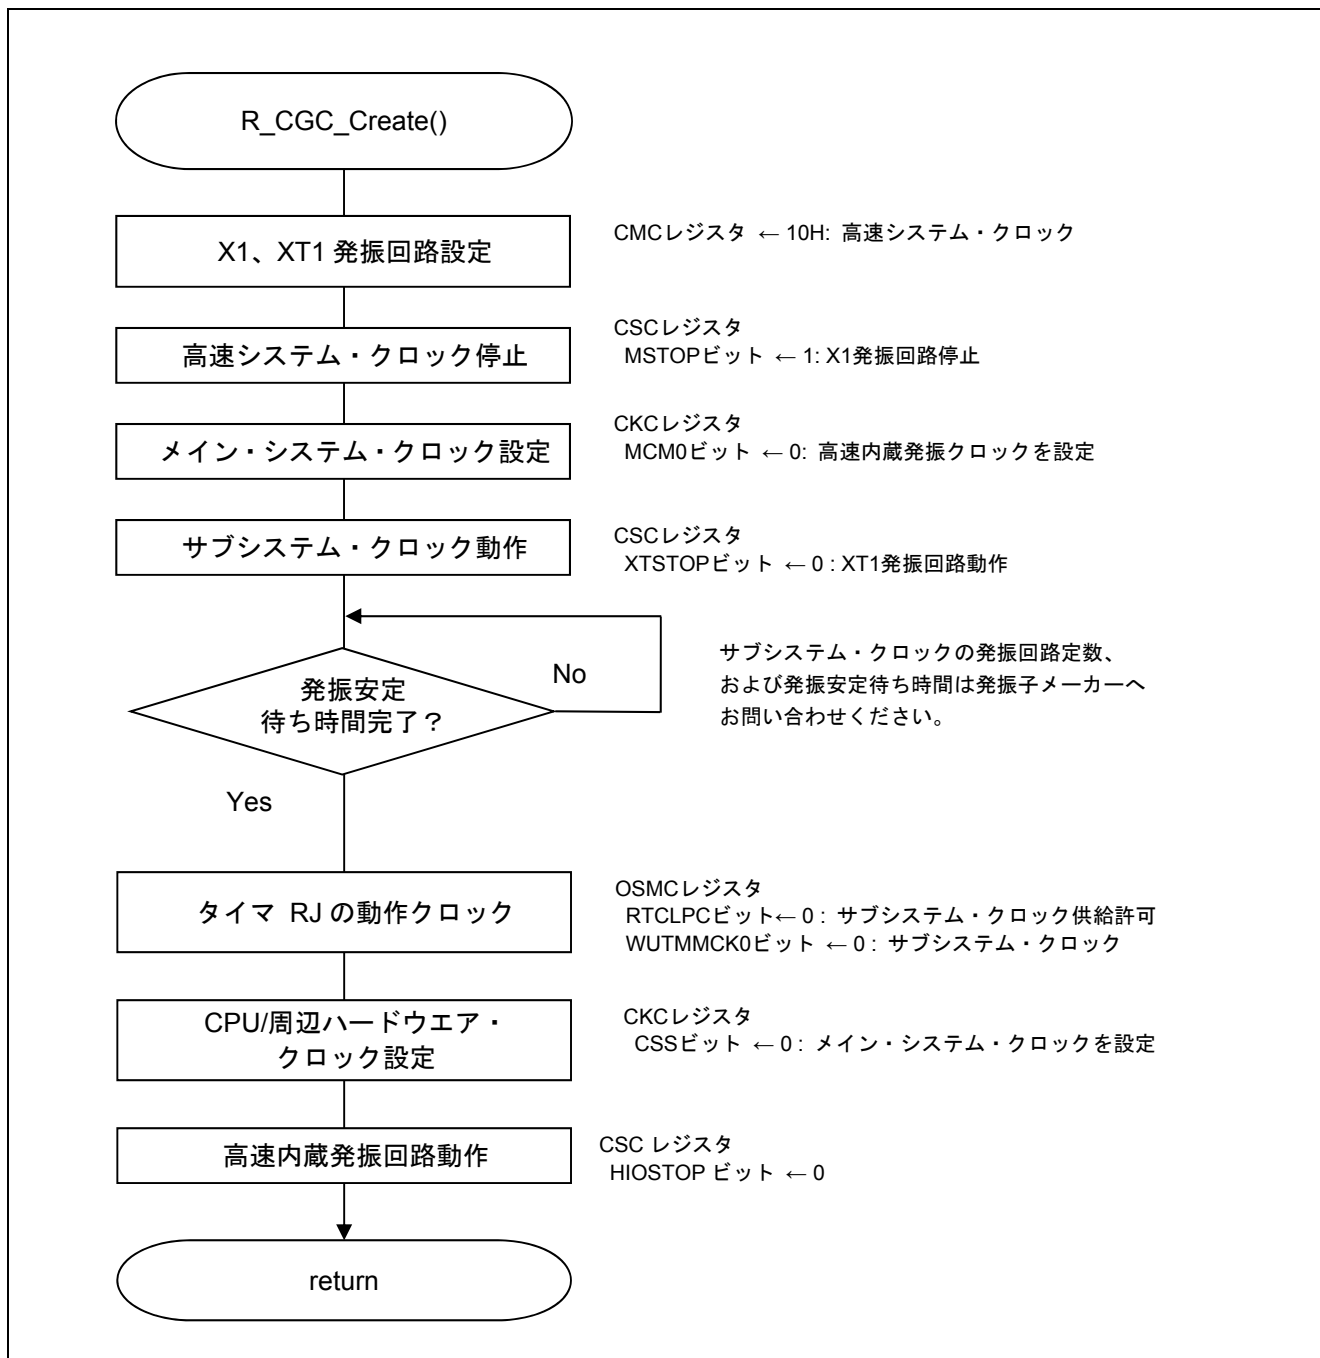 R_CGC_Create()
X1、XT1 発振回路設定
CMCレジスタ ← 10H: 高速システム・クロック
高速システム・クロック停止
CSCレジスタ
MSTOPビット ← 1: X1発振回路停止
メイン・システム・クロック設定
CKCレジスタ
MCM0ビット ← 0: 高速内蔵発振クロックを設定
サブシステム・クロック動作
CSCレジスタ
XTSTOPビット ← 0 : XT1発振回路動作
発振安定
待ち時間完了？
No
Yes
サブシステム・クロックの発振回路定数、
および発振安定待ち時間は発振子メーカーへ
お問い合わせください。
タイマ RJ の動作クロック
OSMCレジスタ
RTCLPCビット← 0 : サブシステム・クロック供給許可
WUTMMCK0ビット ← 0 : サブシステム・クロック
CPU/周辺ハードウエア・
クロック設定
CKCレジスタ
CSSビット ← 0 : メイン・システム・クロックを設定
高速内蔵発振回路動作
CSC レジスタ
HIOSTOP ビット ← 0
return